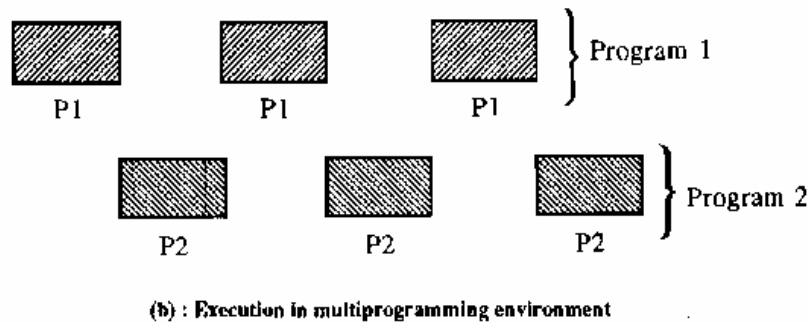 Program 1
P1 P1 P1
Program 2
P2 P2 P2
(b) : Execution in multiprogramming environment